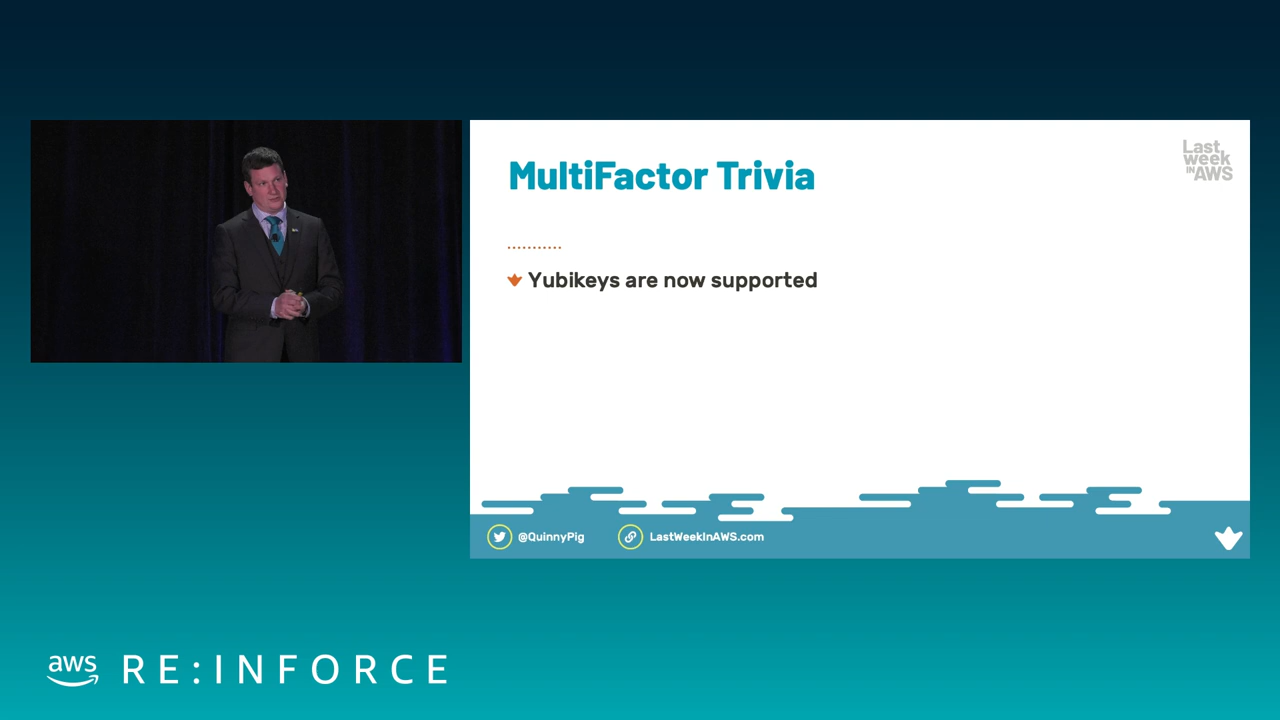 MultiFactor Trivia
Last
week
IN AWS
Yubikeys are now supported
@QuinnyPig
LastWeekInAWS.com
aws
RE:INFORCE